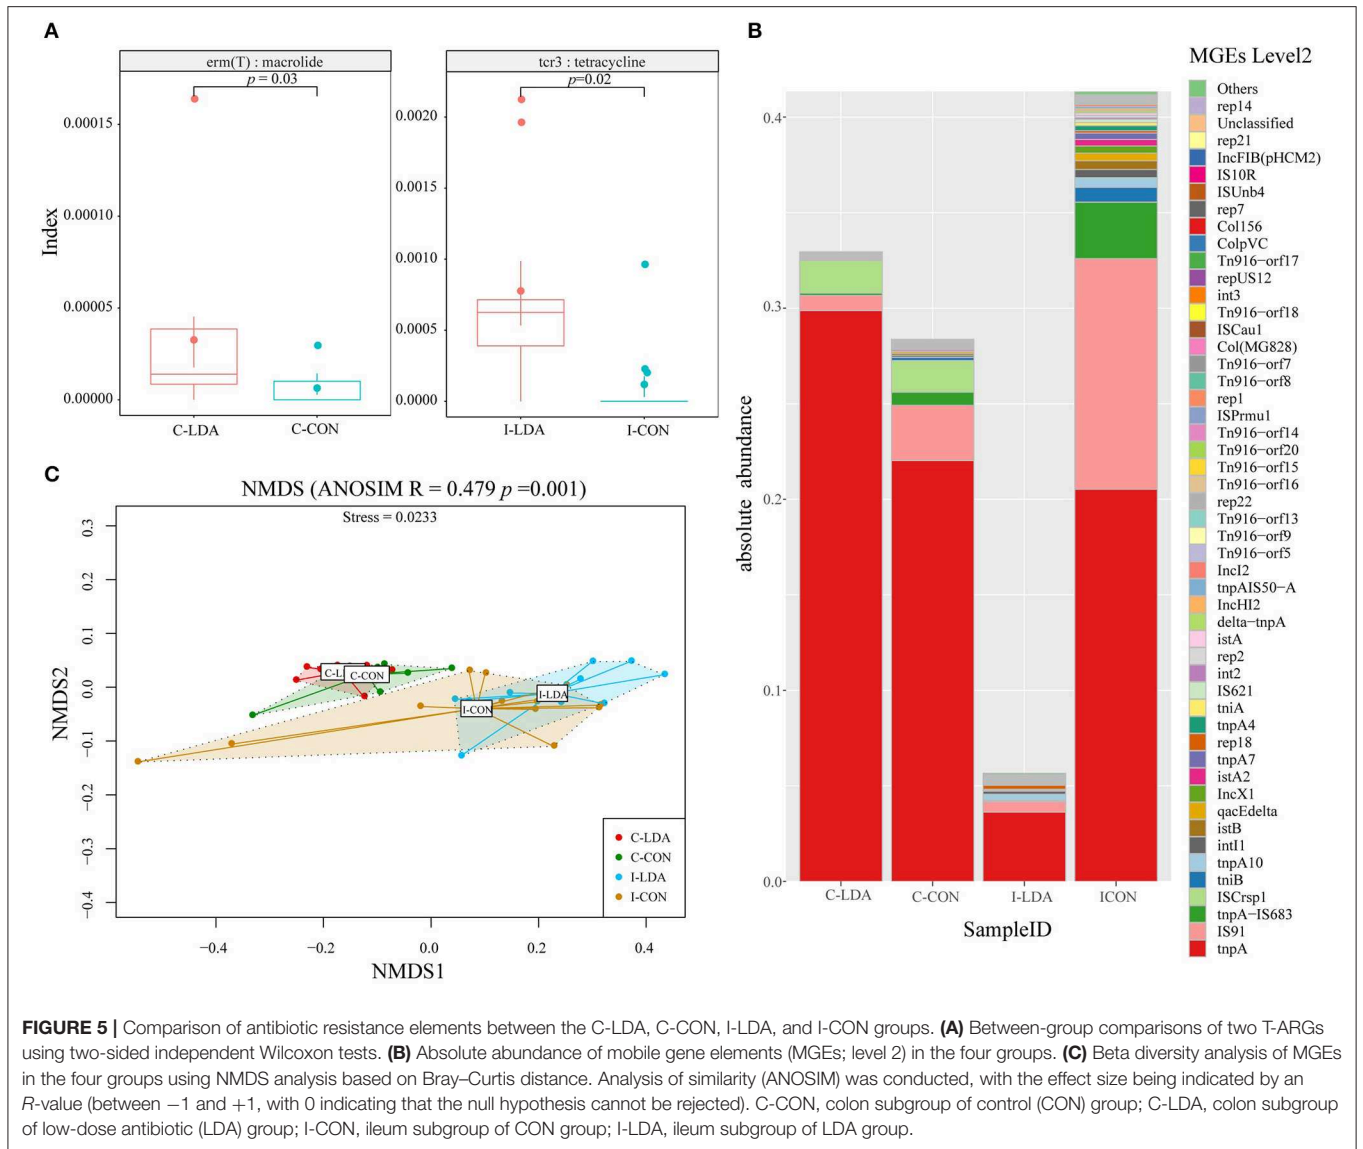 A
erm(T) : macrolide
p = 0.03
Index
0.00015
0.00010
0.00005
0.00000
C-LDA
C-CON
tcr3 : tetracycline
p=0.02
0.0020
0.0015
0.0010
0.0005
0.0000
I-LDA
I-CON
B
absolute abundance
0.4
0.3
0.2
0.1
0.0
C-LDA
C-CON
I-LDA
ICON
SampleID
MGEs Level2
Others
rep14
Unclassified
rep21
IncFIB(pHCM2)
IS10R
ISUnb4
rep7
Col156
ColpVC
Tn916−orf17
repUS12
int3
Tn916−orf18
ISCau1
Col(MG828)
Tn916−orf7
Tn916−orf8
rep1
ISPrmu1
Tn916−orf14
Tn916−orf20
Tn916−orf15
Tn916−orf16
rep22
Tn916−orf13
Tn916−orf9
Tn916−orf5
IncI2
tnpAIS50−A
IncHI2
delta−tnpA
istA
rep2
int2
IS621
tniA
tnpA4
rep18
tnpA7
istA2
IncX1
qacEdelta
istB
intI1
tnpA10
tniB
ISCrsp1
tnpA−IS683
IS91
tnpA
C
NMDS (ANOSIM R = 0.479 p =0.001)
Stress = 0.0233
NMDS2
0.3
0.2
0.1
0.0
−0.1
−0.2
−0.3
−0.4
C-L
C-CON
I-CON
I-LDA
C-LDA
C-CON
I-LDA
I-CON
−0.4
−0.2
0.0
0.2
0.4
NMDS1
FIGURE 5 | Comparison of antibiotic resistance elements between the C-LDA, C-CON, I-LDA, and I-CON groups. (A) Between-group comparisons of two T-ARGs
using two-sided independent Wilcoxon tests. (B) Absolute abundance of mobile gene elements (MGEs; level 2) in the four groups. (C) Beta diversity analysis of MGEs
in the four groups using NMDS analysis based on Bray–Curtis distance. Analysis of similarity (ANOSIM) was conducted, with the effect size being indicated by an
R-value (between −1 and +1, with 0 indicating that the null hypothesis cannot be rejected). C-CON, colon subgroup of control (CON) group; C-LDA, colon subgroup
of low-dose antibiotic (LDA) group; I-CON, ileum subgroup of CON group; I-LDA, ileum subgroup of LDA group.